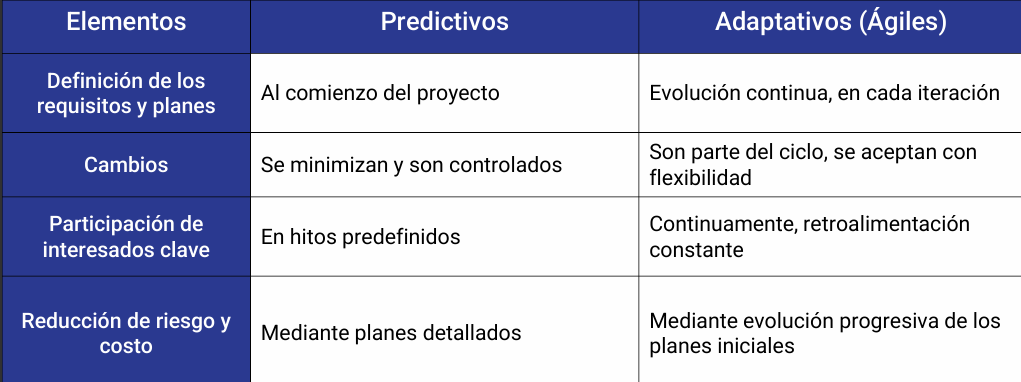 Elementos
Predictivos
Adaptativos (Ágiles)
Definición de los
requisitos y planes
Al comienzo del proyecto
Evolución continua, en cada iteración
Cambios
Se minimizan y son controlados
Son parte del ciclo, se aceptan con
flexibilidad
Participación de
interesados clave
En hitos predefinidos
Continuamente, retroalimentación
constante
Reducción de riesgo y
costo
Mediante planes detallados
Mediante evolución progresiva de los
planes iniciales